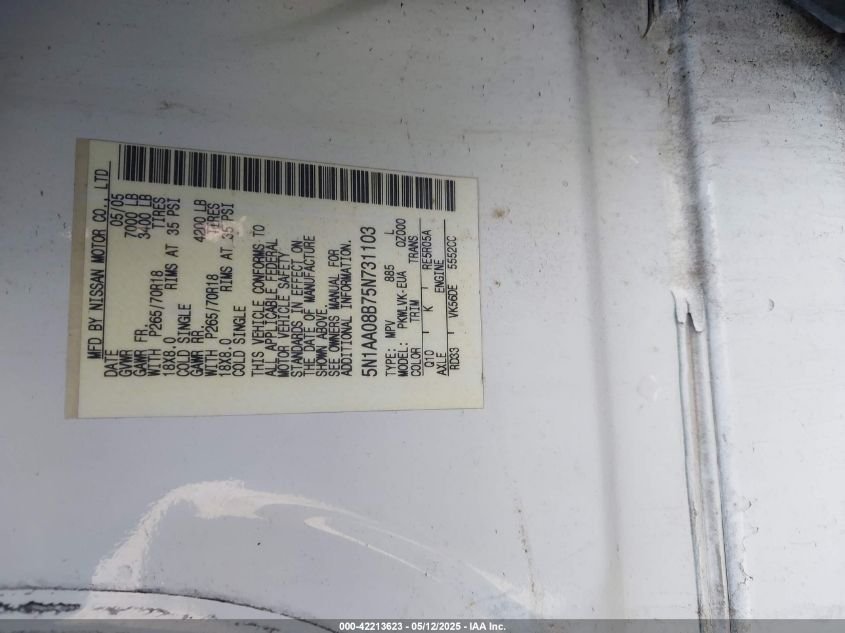 MFD BY NISSAN MOTOR CO., LTD
DATE 05/05
GVWR 7000 LB
GAWR FR. 3400 LB
WITH P265/70R18 TIRES
18X8.0 RIMS AT 35 PSI
COLD SINGLE
GAWR RR. 4200 LB
WITH P265/70R18 TIRES
18X8.0 RIMS AT 35 PSI
COLD SINGLE
THIS VEHICLE CONFORMS TO
ALL APPLICABLE FEDERAL
MOTOR VEHICLE SAFETY
STANDARDS IN EFFECT ON
THE DATE OF MANUFACTURE
SHOWN ABOVE.
SEE OWNERS MANUAL FOR
ADDITIONAL INFORMATION.
5N1AA08B75N731103
TYPE: MPV 885 L
MODEL: PKWLVK-EUA QZ000
COLOR TRIM TRANS
Q10 K RE5R05A
AXLE ENGINE
RD33 VK56DE 5552CC
000-42213623 - 05/12/2025 - IAA Inc.